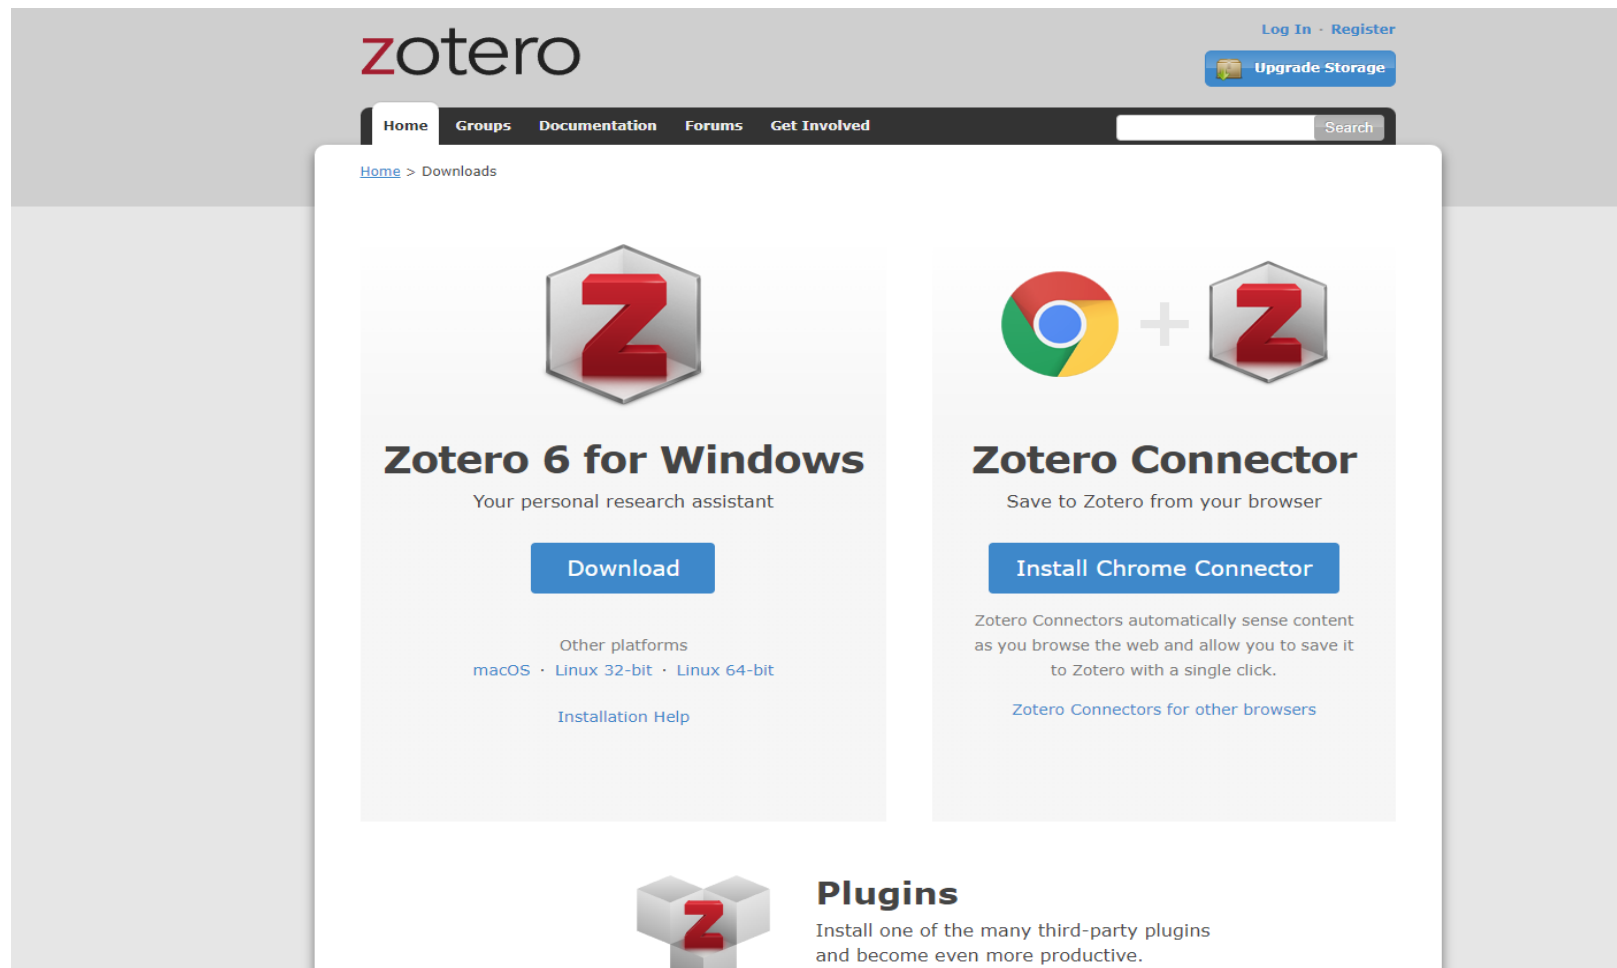 zotero
Log In · Register
Upgrade Storage
Home Groups Documentation Forums Get Involved
Search
Home > Downloads
Z
Z
Zotero 6 for Windows
Your personal research assistant
Download
Other platforms
macOS · Linux 32-bit · Linux 64-bit
Installation Help
Zotero Connector
Save to Zotero from your browser
Install Chrome Connector
Zotero Connectors automatically sense content
as you browse the web and allow you to save it
to Zotero with a single click.
Zotero Connectors for other browsers
Z
Plugins
Install one of the many third-party plugins
and become even more productive.